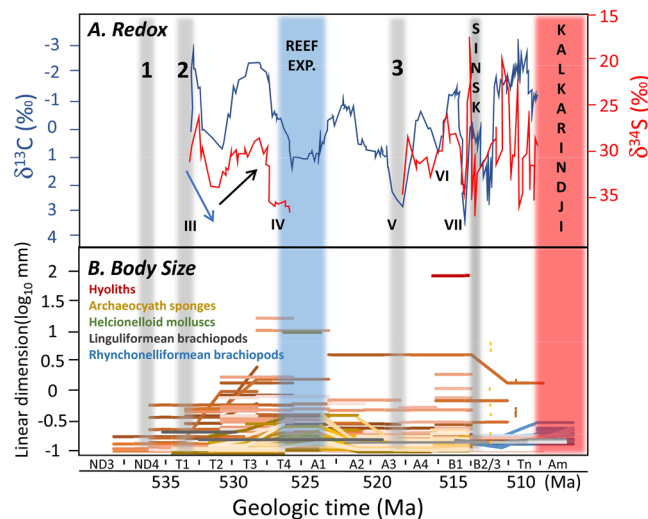 A. Redox
REEF
EXP.
SINSK
KALKARINDJI
1
2
3
-3
-2
-1
0
1
2
3
4
δ13C (‰)
15
20
25
30
35
δ34S (‰)
III
IV
V
VI
VII
B. Body Size
Hyoliths
Archaeocyath sponges
Helcionelloid molluscs
Linguliformean brachiopods
Rhynchonelliformean brachiopods
Linear dimension(log10 mm)
2
1
0.5
0
-0.5
-1
ND3 ND4 T1 T2 T3 T4 A1 A2 A3 A4 B1 B2/3 Tn Am
535 530 525 520 515 510 (Ma)
Geologic time (Ma)